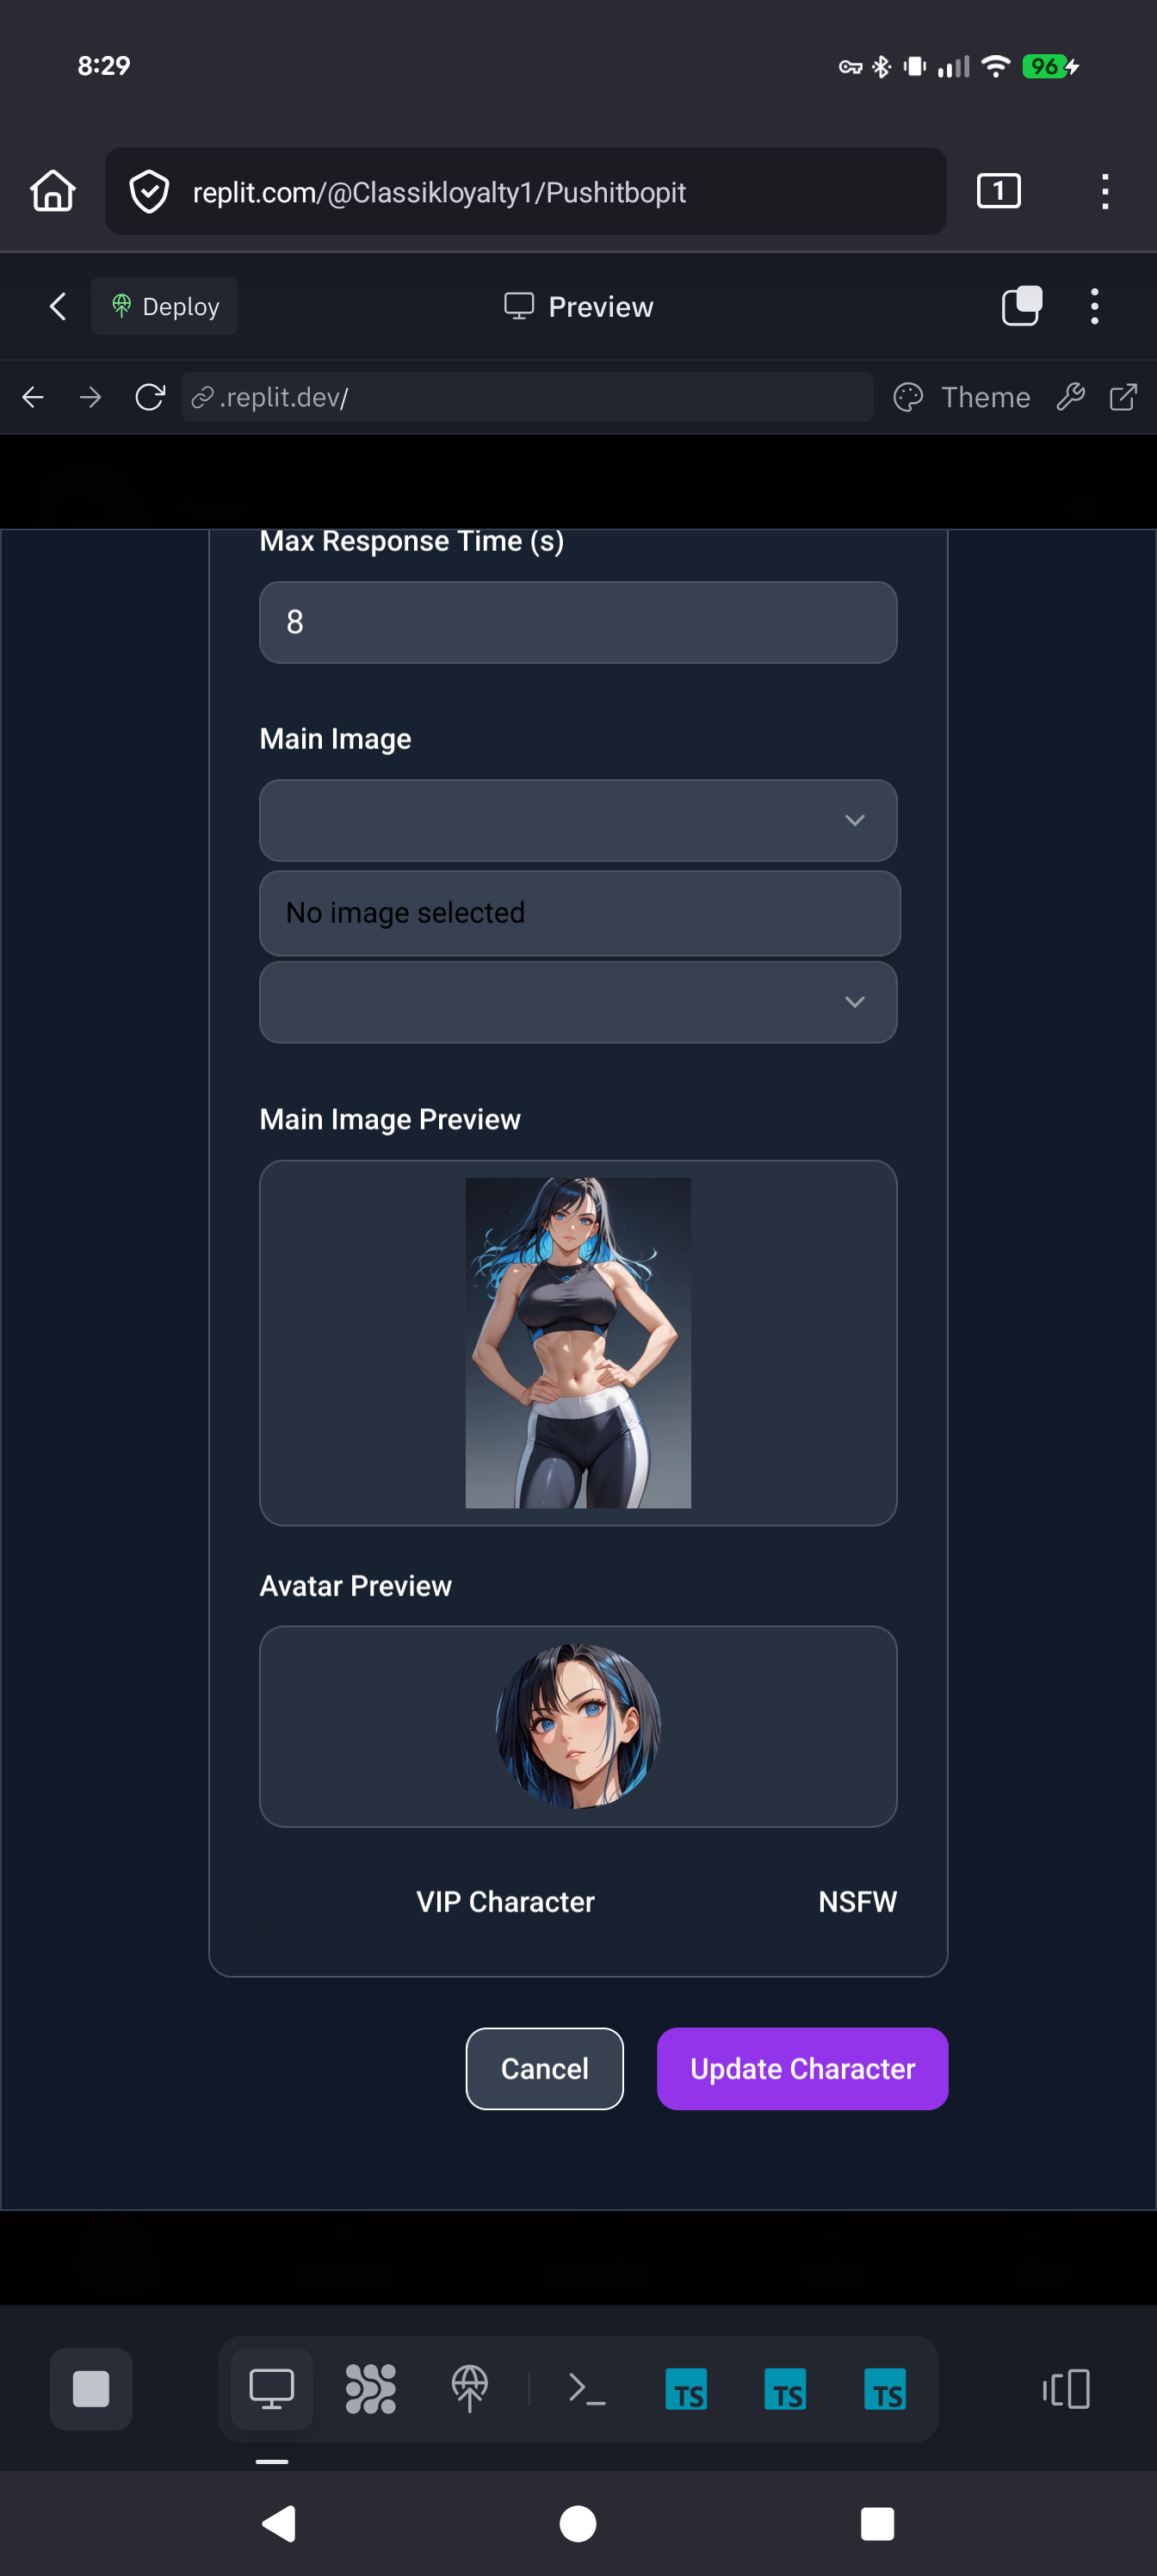 8:29
96
replit.com/@Classikloyalty1/Pushitbopit
1
Deploy
Preview
.replit.dev/
Theme
Max Response Time (s)
8
Main Image
No image selected
Main Image Preview
Avatar Preview
VIP Character
NSFW
Cancel
Update Character
TS
TS
TS